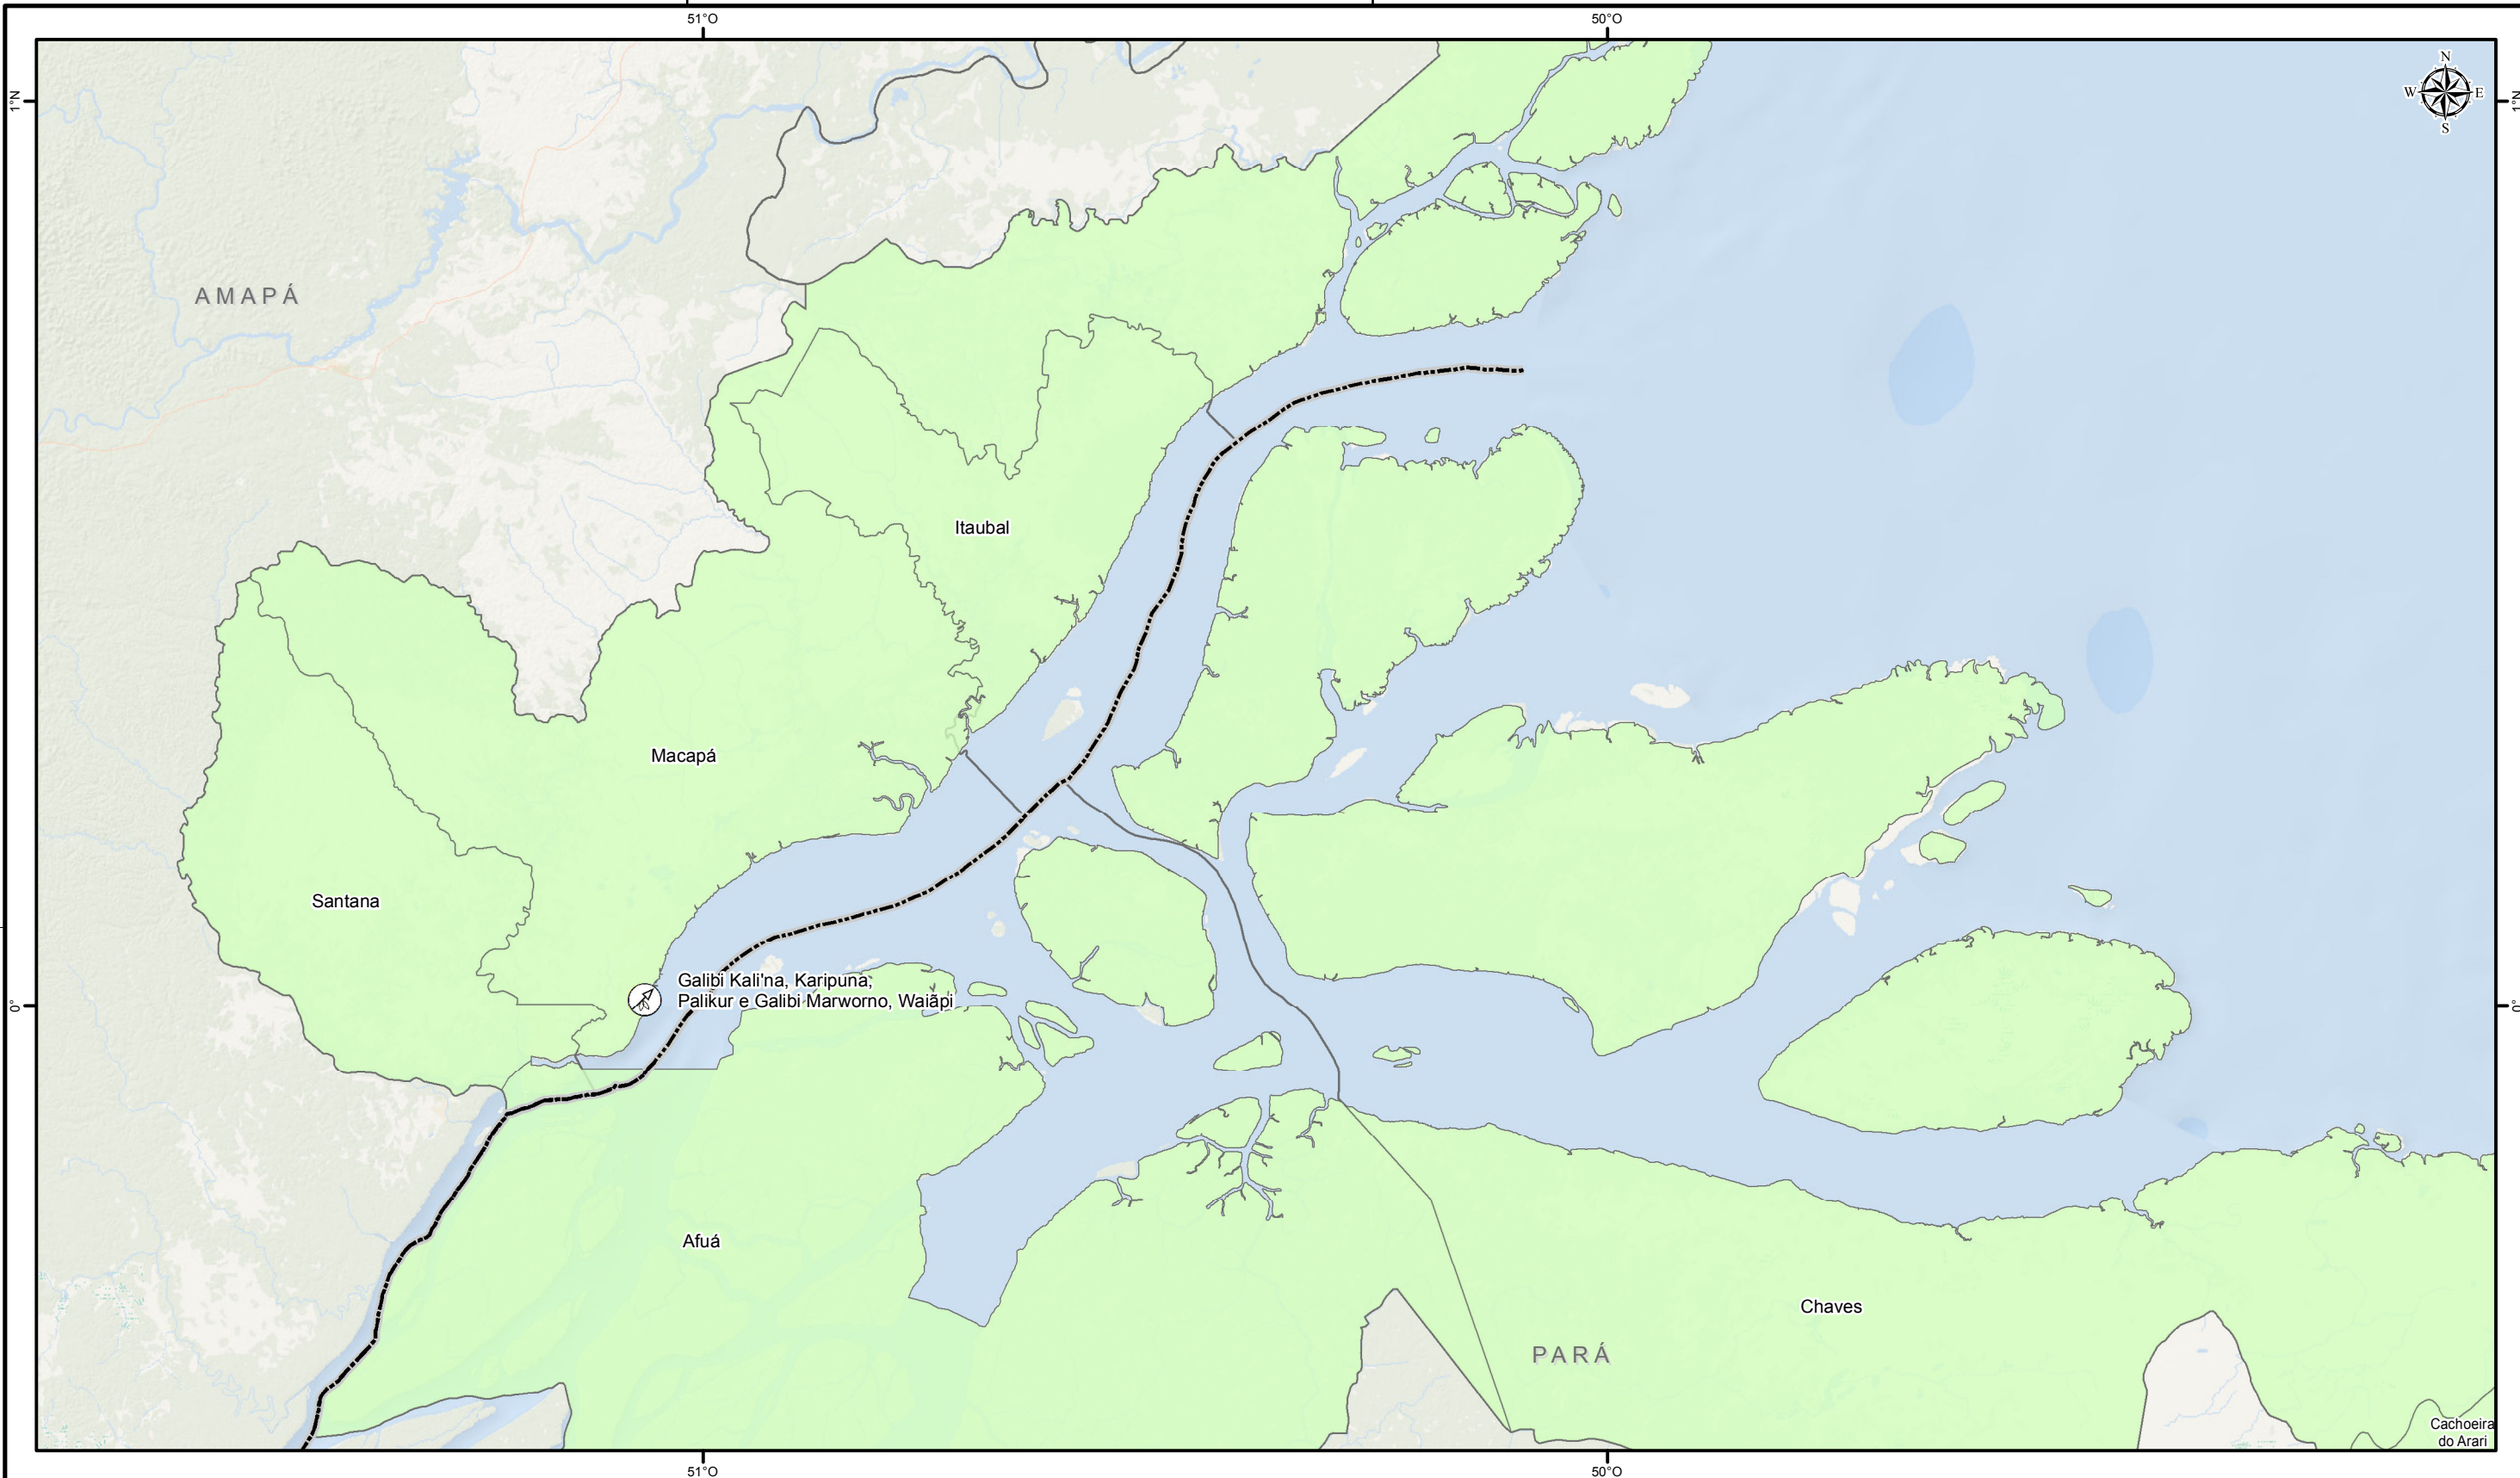 51°O
50°O
1°N
1°N
N
W
E
S
AMAPÁ
Itaubal
Macapá
Santana
Galibi Kali'na, Karipuna;
Palikur e Galibi Marworno, Waiãpi
0°
0°
Afuá
Chaves
PARÁ
Cachoeira
do Arari
51°O
50°O